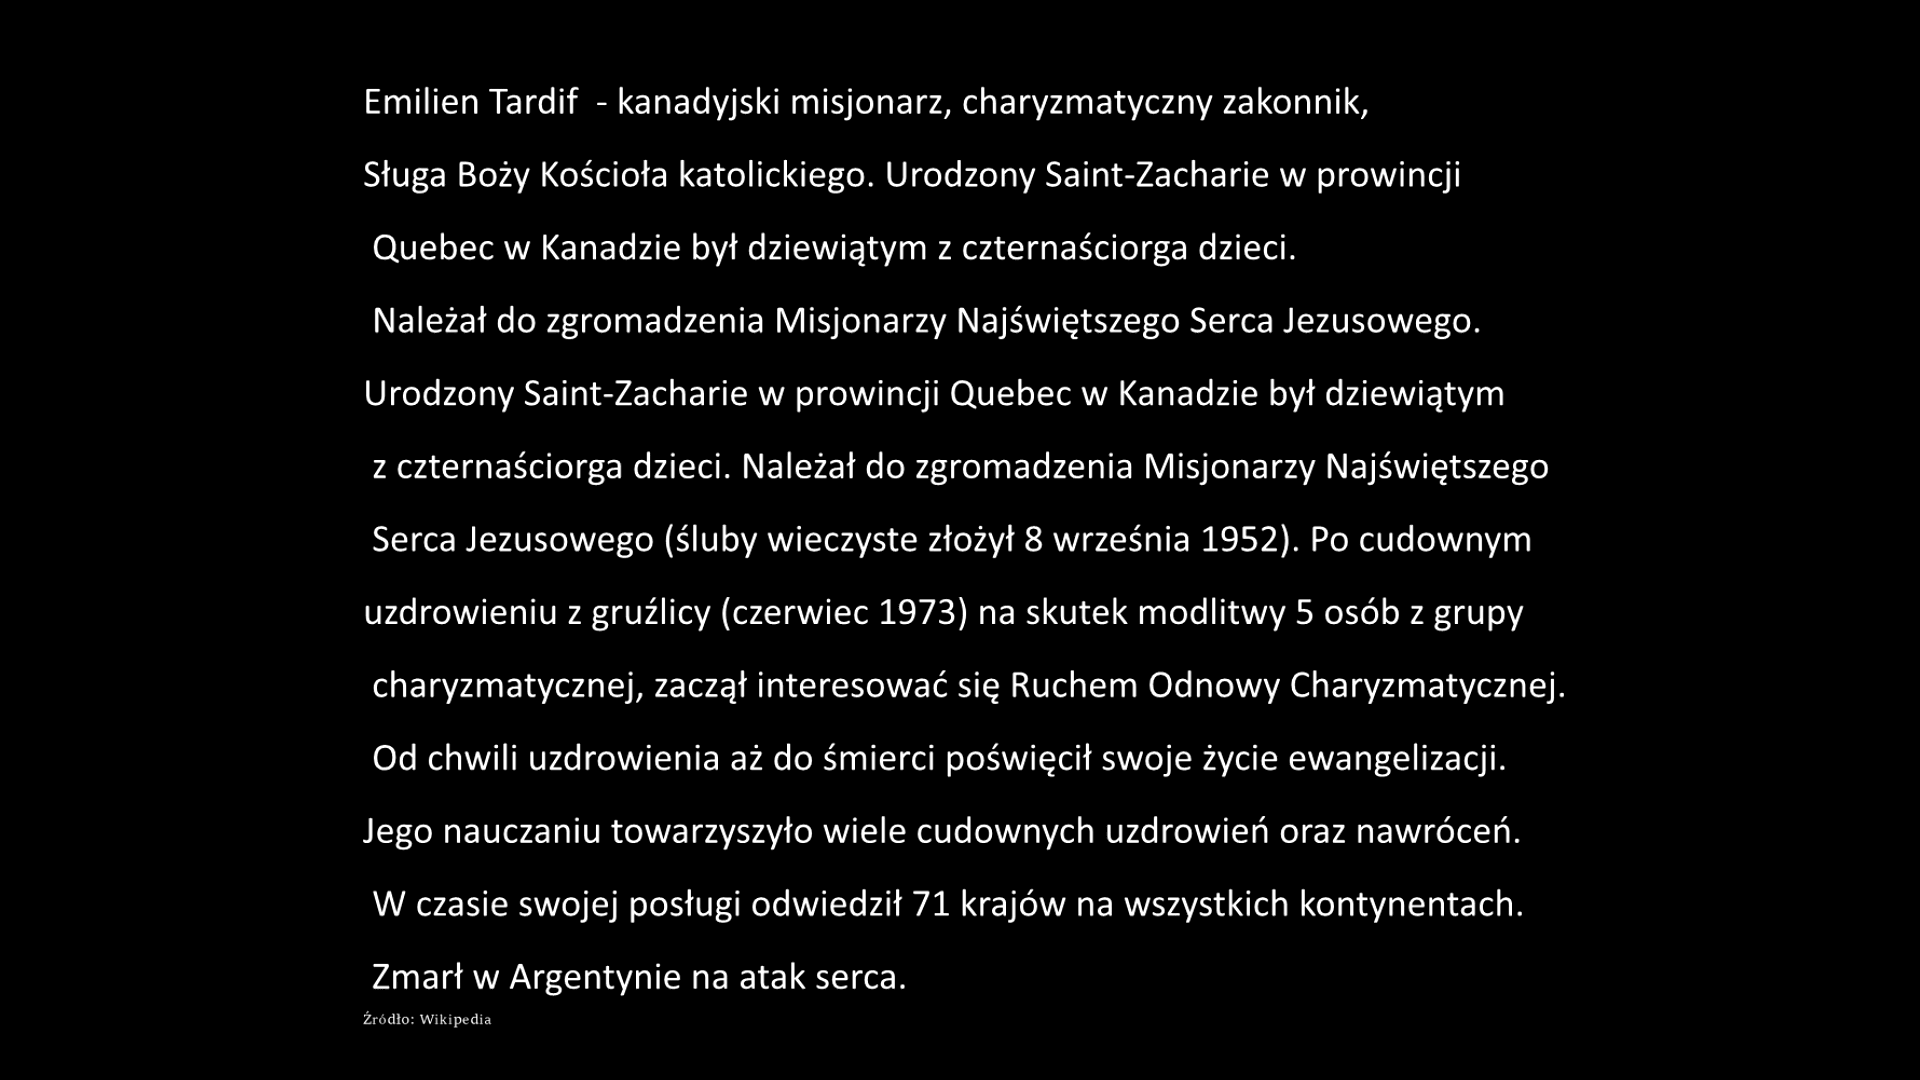 Emilien Tardif  - kanadyjski misjonarz, charyzmatyczny zakonnik,
Sługa Boży Kościoła katolickiego. Urodzony Saint-Zacharie w prowincji
Quebec w Kanadzie był dziewiątym z czternaściorga dzieci.
Należał do zgromadzenia Misjonarzy Najświętszego Serca Jezusowego.
Urodzony Saint-Zacharie w prowincji Quebec w Kanadzie był dziewiątym
z czternaściorga dzieci. Należał do zgromadzenia Misjonarzy Najświętszego
Serca Jezusowego (śluby wieczyste złożył 8 września 1952). Po cudownym
uzdrowieniu z gruźlicy (czerwiec 1973) na skutek modlitwy 5 osób z grupy
charyzmatycznej, zaczął interesować się Ruchem Odnowy Charyzmatycznej.
Od chwili uzdrowienia aż do śmierci poświęcił swoje życie ewangelizacji.
Jego nauczaniu towarzyszyło wiele cudownych uzdrowień oraz nawróceń.
W czasie swojej posługi odwiedził 71 krajów na wszystkich kontynentach.
Zmarł w Argentynie na atak serca.
Źródło: Wikipedia